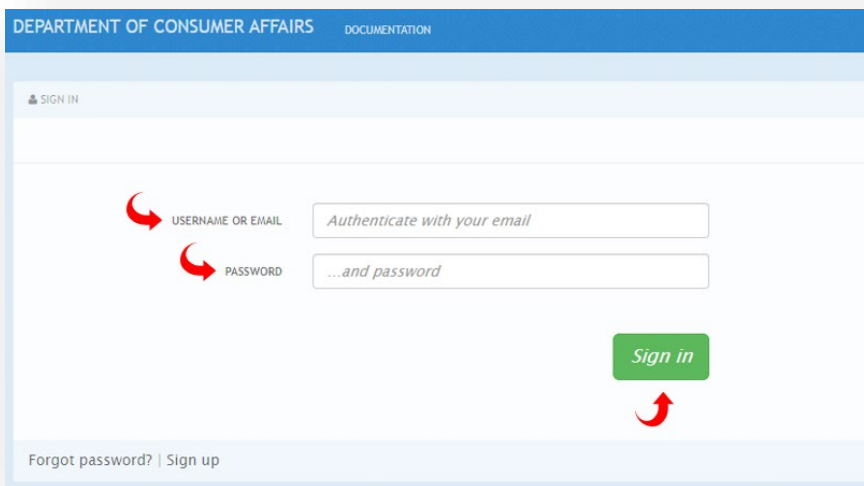 DEPARTMENT OF CONSUMER AFFAIRS DOCUMENTATION
SIGN IN
USERNAME OR EMAIL Authenticate with your email
PASSWORD ...and password
Sign in
Forgot password? | Sign up